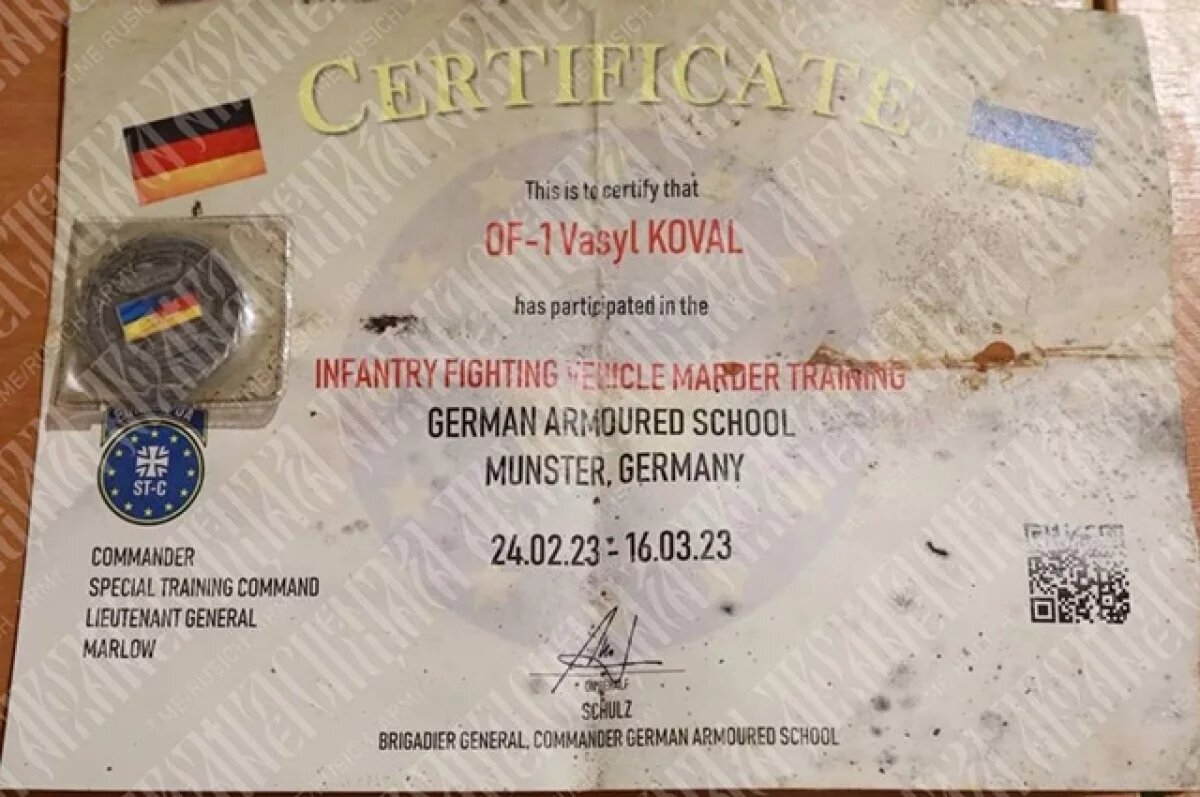 CERTIFICATE
This is to certify that
OF-1 Vasyl KOVAL
has participated in the
INFANTRY FIGHTING VEHICLE MARDER TRAINING
GERMAN ARMOURED SCHOOL
MUNSTER, GERMANY
24.02.23 - 16.03.23
ST-C
COMMANDER
SPECIAL TRAINING COMMAND
LIEUTENANT GENERAL
MARLOW
SCHULZ
BRIGADIER GENERAL, COMMANDER GERMAN ARMOURED SCHOOL